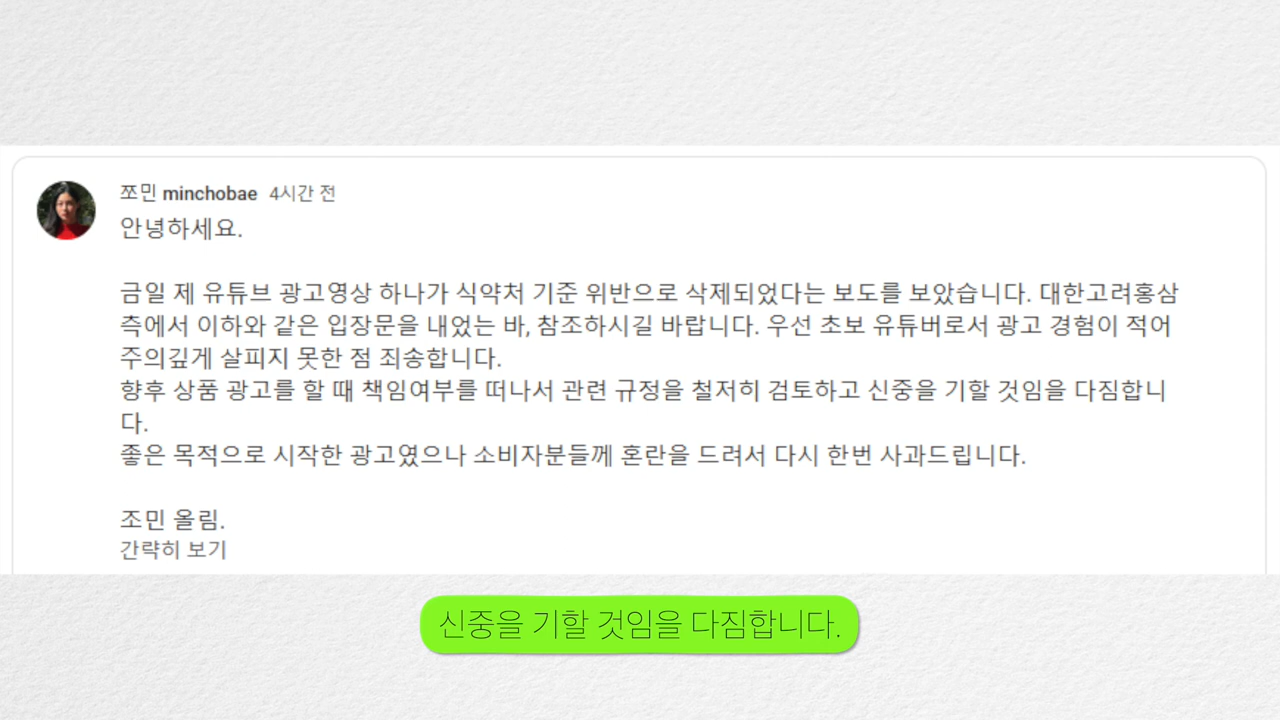 쪼민 minchobae 4시간 전
안녕하세요.
금일 제 유튜브 광고영상 하나가 식약처 기준 위반으로 삭제되었다는 보도를 보았습니다. 대한고려홍삼
측에서 이하와 같은 입장문을 내었는 바, 참조하시길 바랍니다. 우선 초보 유튜버로서 광고 경험이 적어
주의깊게 살피지 못한 점 죄송합니다.
향후 상품 광고를 할 때 책임여부를 떠나서 관련 규정을 철저히 검토하고 신중을 기할 것임을 다짐합니
다.
좋은 목적으로 시작한 광고였으나 소비자분들께 혼란을 드려서 다시 한번 사과드립니다.
조민 올림.
간략히 보기
신중을 기할 것임을 다짐합니다.